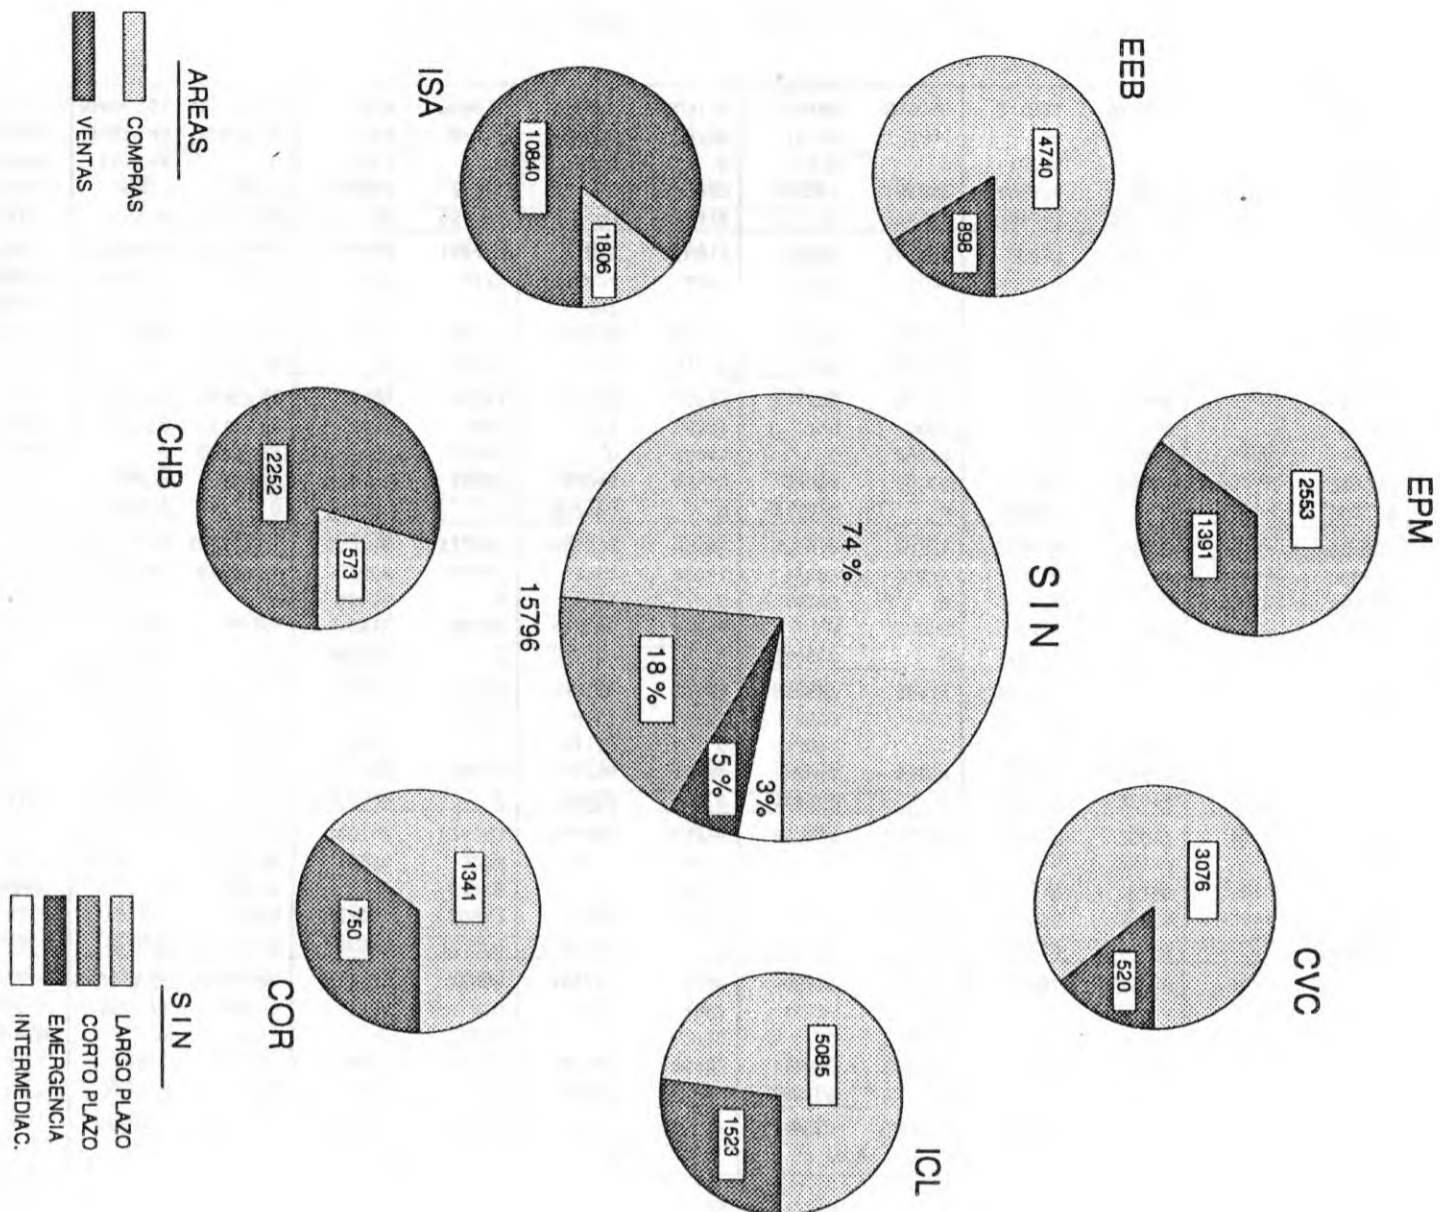 EPM
2553
1391
CVC
3076
520
EEB
4740
898
S I N
74 %
18 %
5 %
3%
15796
ICL
5085
1523
ISA
10840
1806
CHB
2252
573
COR
1341
750
AREAS
COMPRAS
VENTAS
S I N
LARGO PLAZO
CORTO PLAZO
EMERGENCIA
INTERMEDIAC.